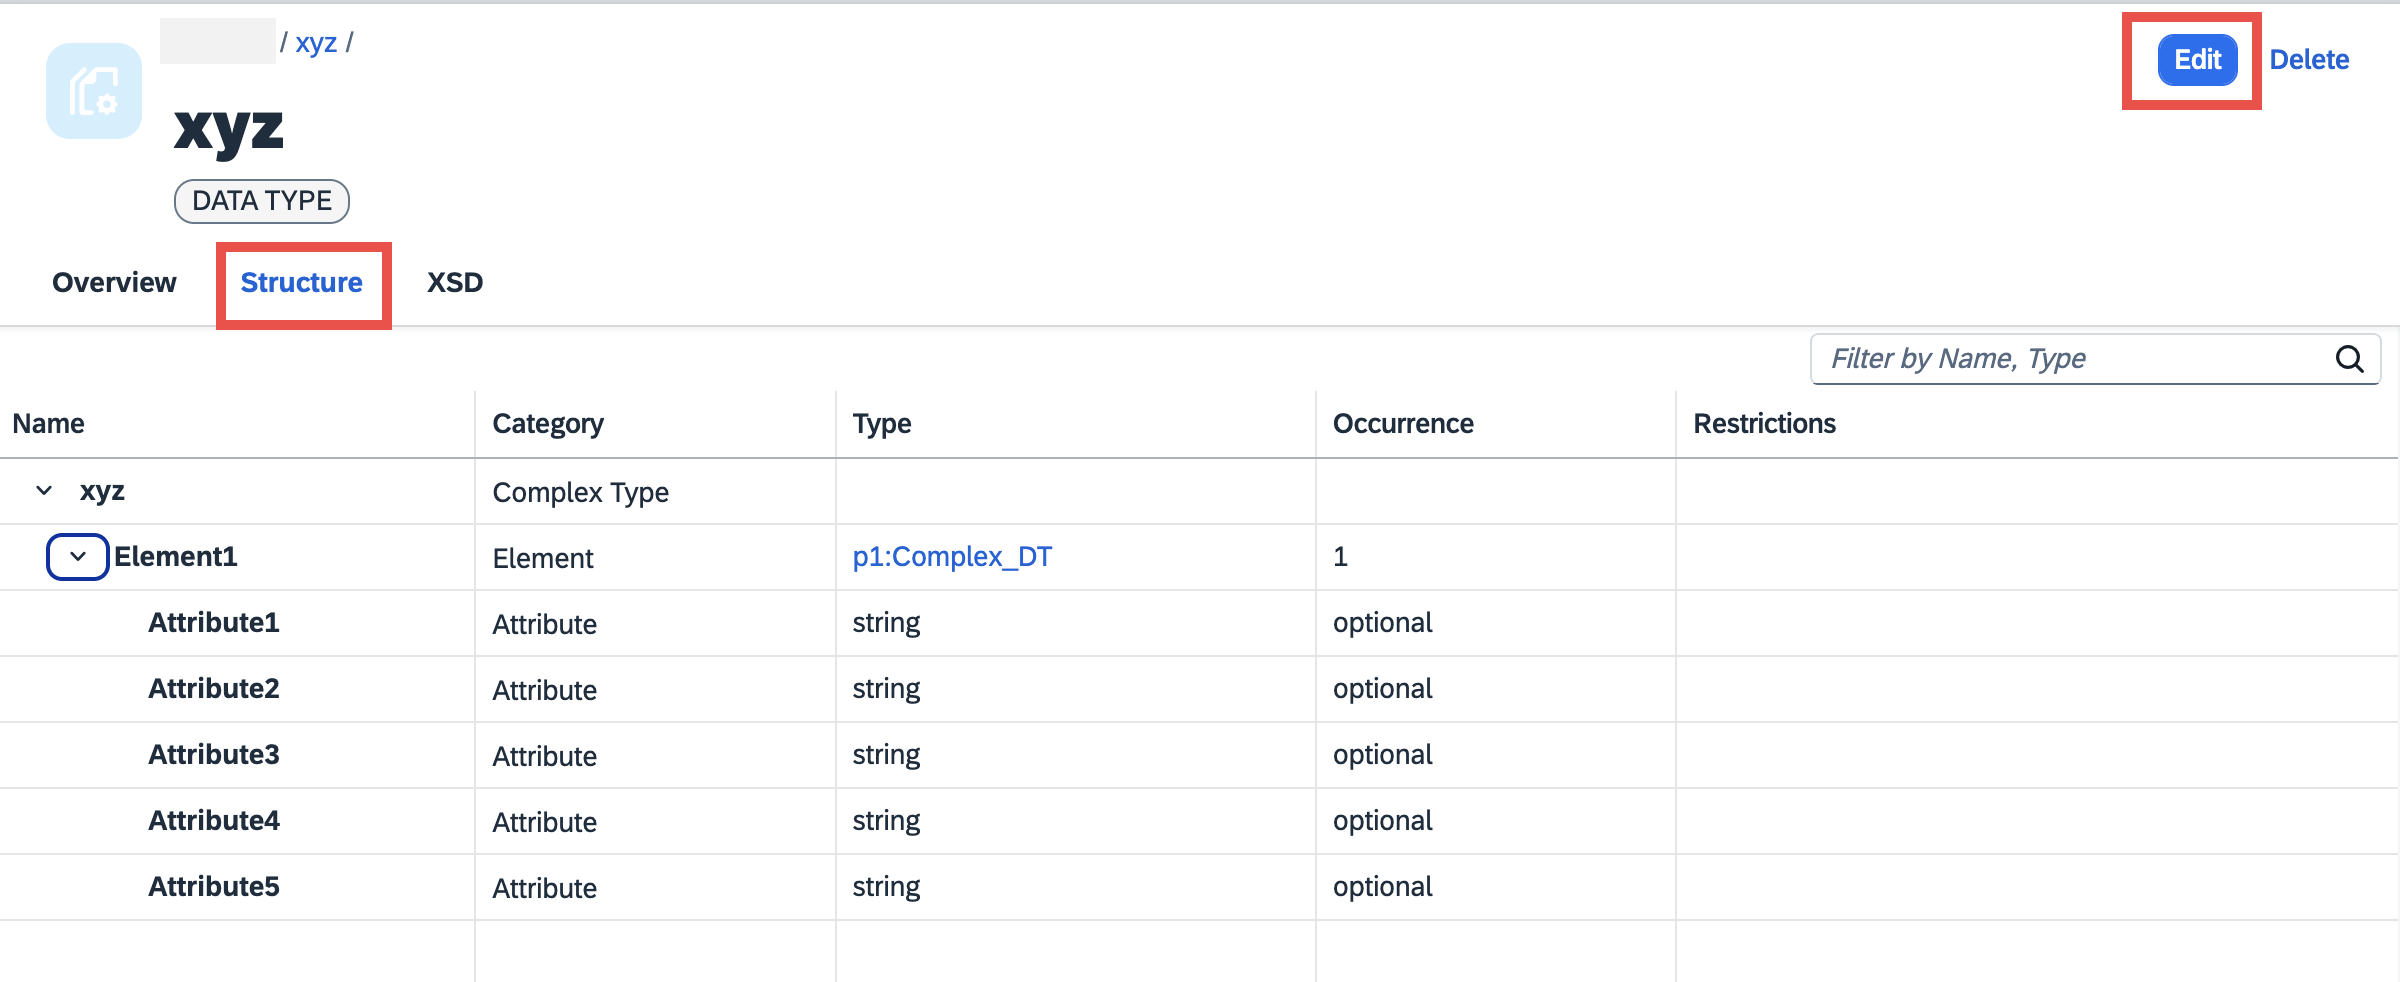 / xyz /
Edit Delete
xyz
DATA TYPE
Overview Structure XSD
Filter by Name, Type
Name Category Type Occurrence Restrictions
xyz Complex Type
Element1 Element p1:Complex_DT 1
Attribute1 Attribute string optional
Attribute2 Attribute string optional
Attribute3 Attribute string optional
Attribute4 Attribute string optional
Attribute5 Attribute string optional